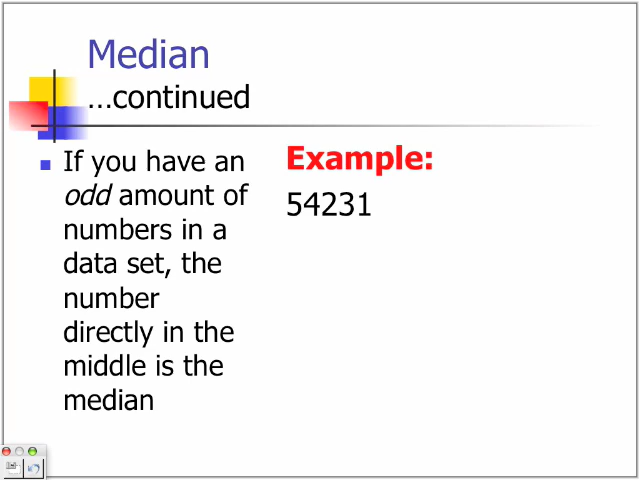 Median
…continued
If you have an
odd amount of
numbers in a
data set, the
number
directly in the
middle is the
median
Example:
54231